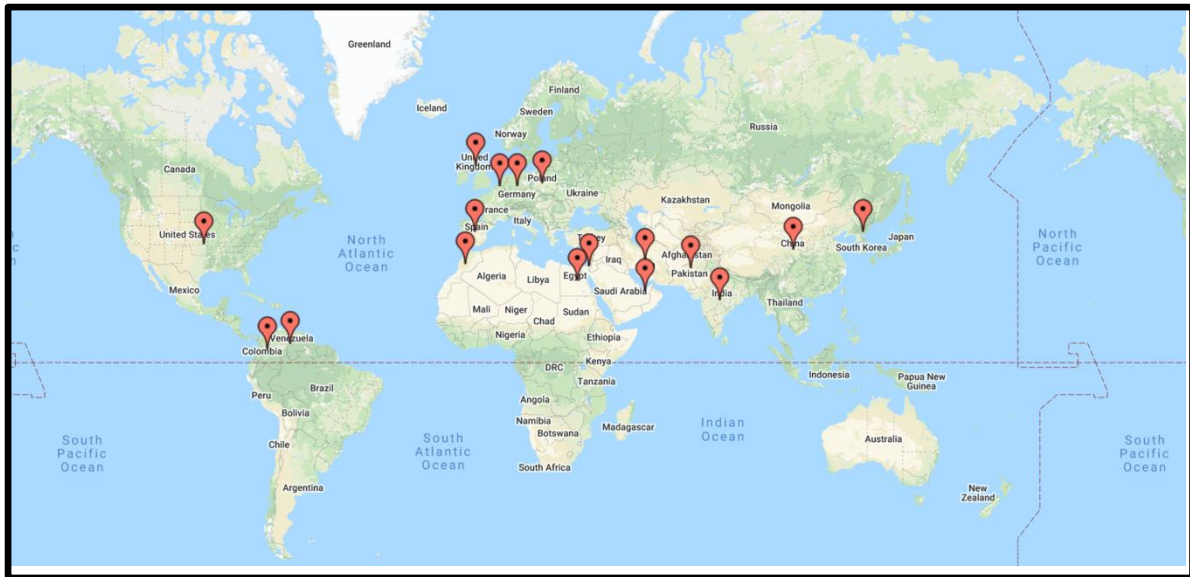 Greenland
Iceland
Finland
Sweden
Norway
Russia
United
Kingdom
Canada
Poland
Germany
Ukraine
Kazakhstan
Mongolia
France
Italy
Spain
United States
North
Atlantic
Ocean
Turkey
China
South Korea
Japan
North
Pacific
Ocean
Iraq
Afghanistan
Pakistan
Algeria
Libya
Egypt
Saudi Arabia
India
Mexico
Mali
Niger
Chad
Sudan
Thailand
Nigeria
Ethiopia
Venezuela
Colombia
Kenya
DRC
Tanzania
Indonesia
Papua New
Guinea
Brazil
Peru
Bolivia
Angola
Namibia
Botswana
Madagascar
Indian
Ocean
South
Pacific
Ocean
Chile
South
Atlantic
Ocean
Australia
South
Pacific
Ocean
South Africa
Argentina
New
Zealand